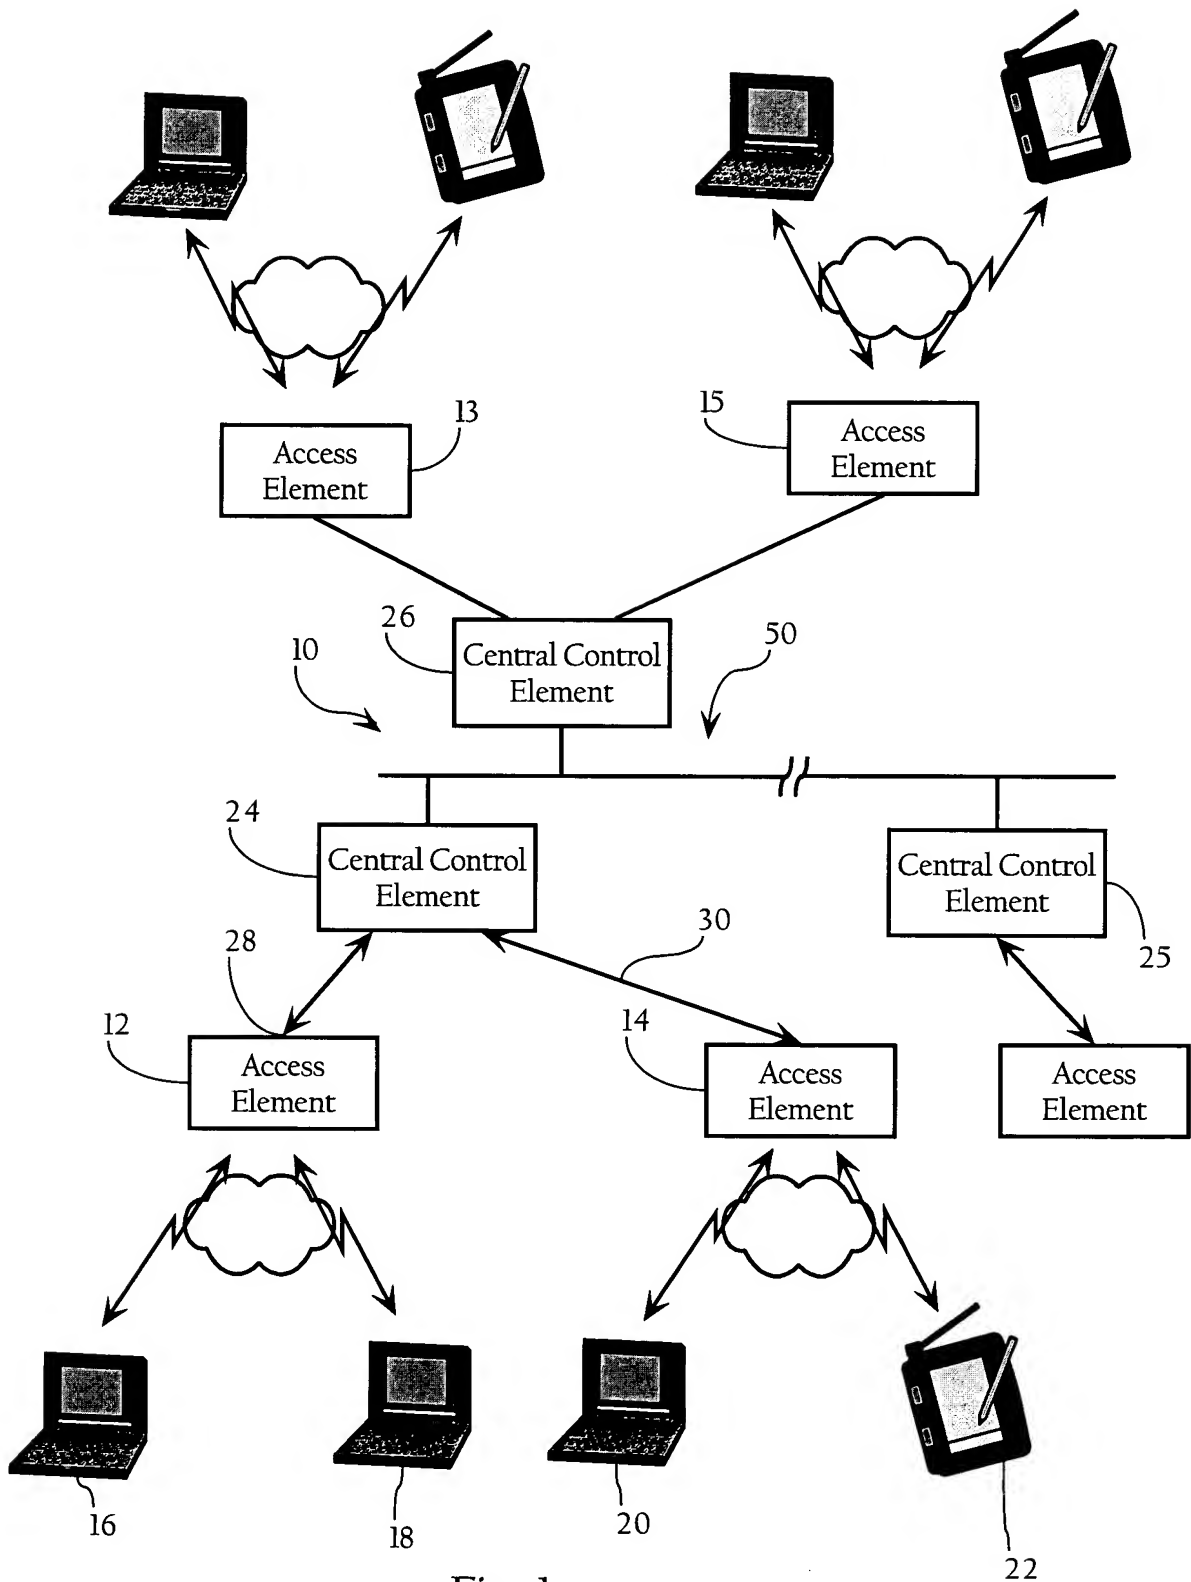 13
15
Access
Element
Access
Element
26
10
50
Central Control
Element
24
Central Control
Element
Central Control
Element
30
28
25
12
14
Access
Element
Access
Element
Access
Element
16
18
20
22